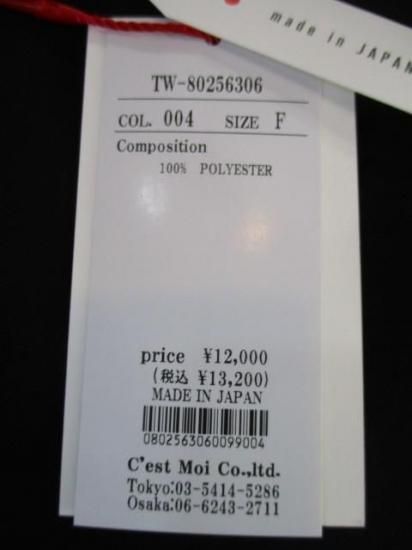 made in JAPAN
TW-80256306
COL. 004 SIZE F
Composition
100% POLYESTER
price ¥12,000
(税込 ¥13,200)
MADE IN JAPAN
0802563060099004
C'est Moi Co.,ltd.
Tokyo:03-5414-5286
Osaka:06-6243-2711